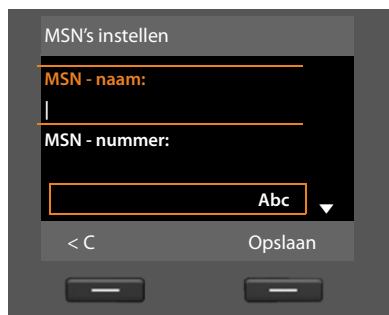 MSN's instellen
MSN - naam:
MSN - nummer:
Abc
< C Opslaan